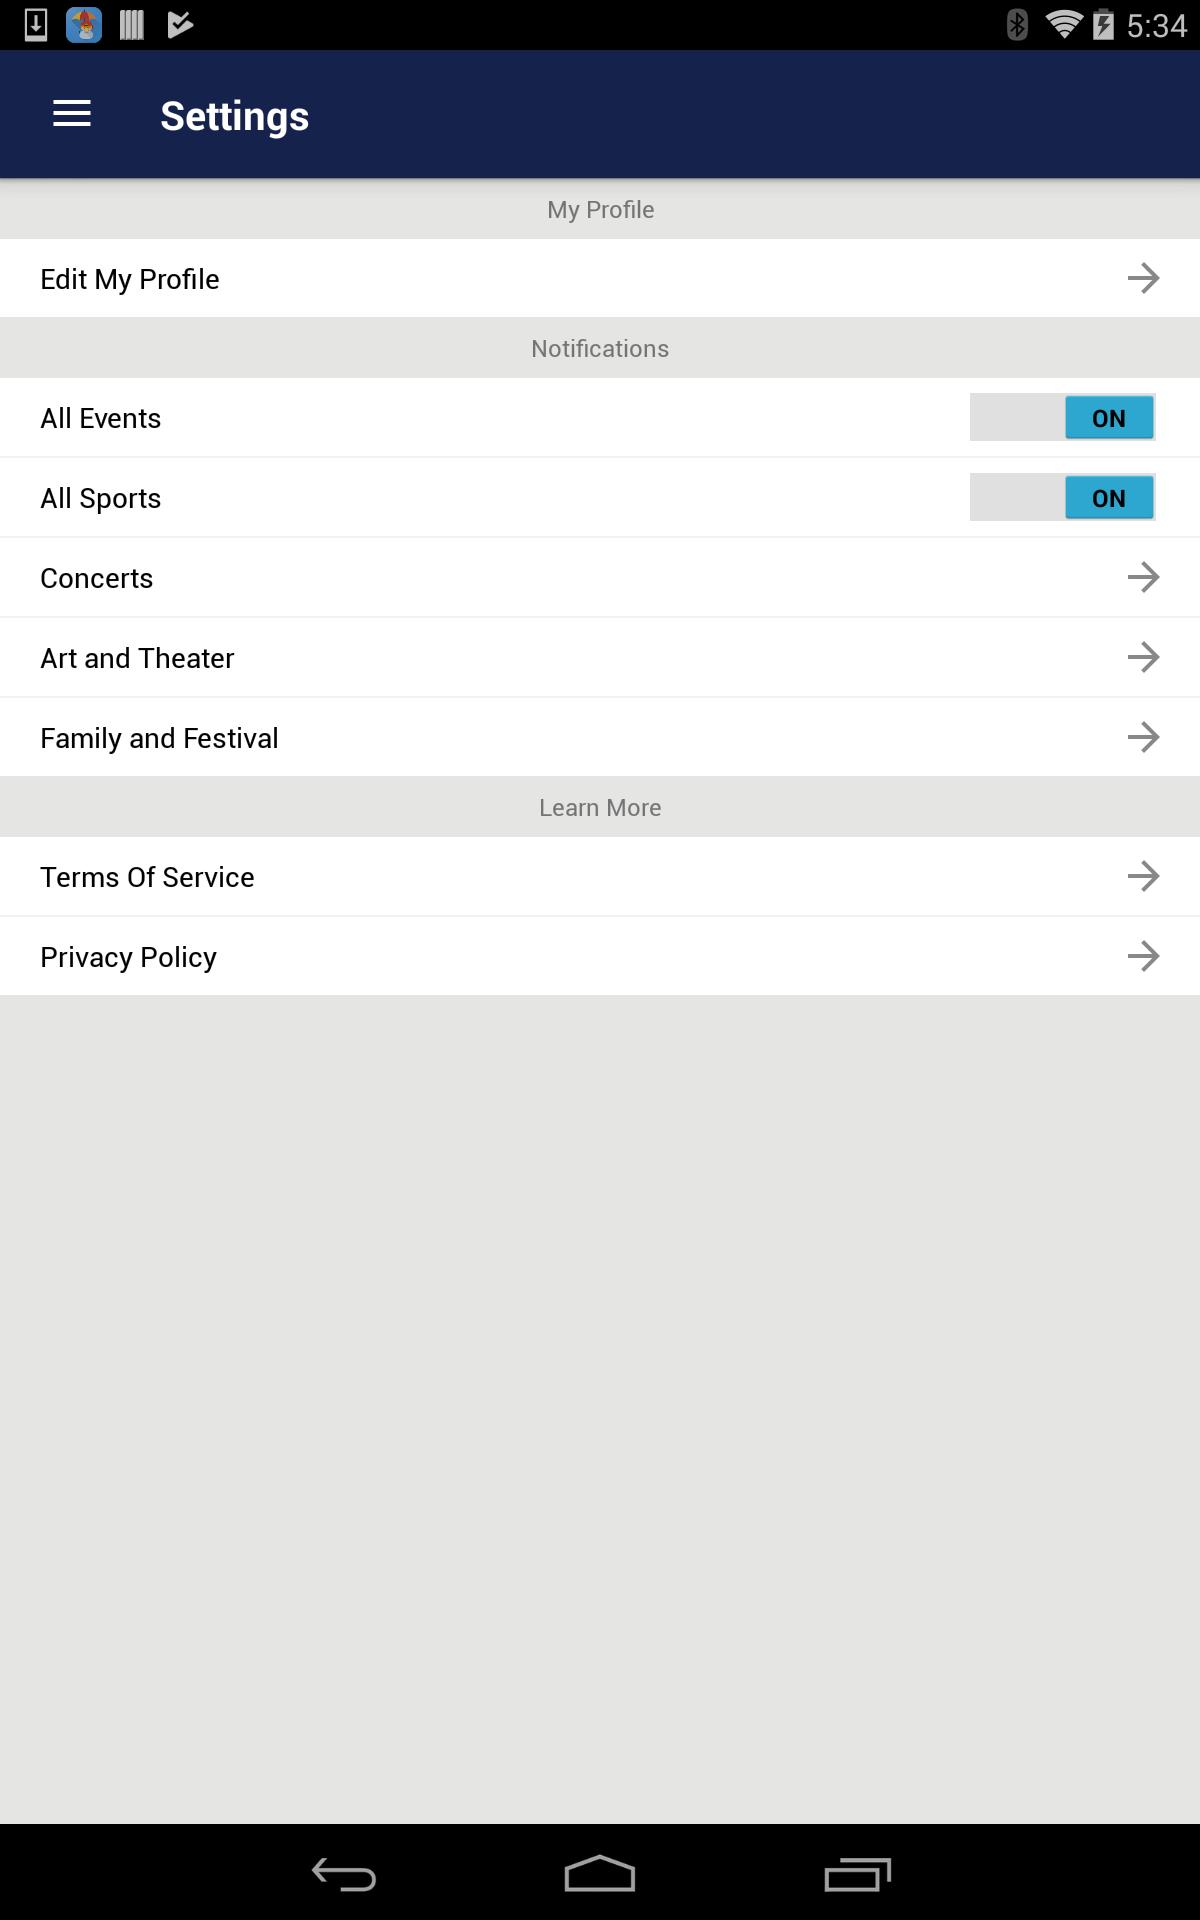 5:34
Settings
My Profile
Edit My Profile
Notifications
All Events ON
All Sports ON
Concerts
Art and Theater
Family and Festival
Learn More
Terms Of Service
Privacy Policy